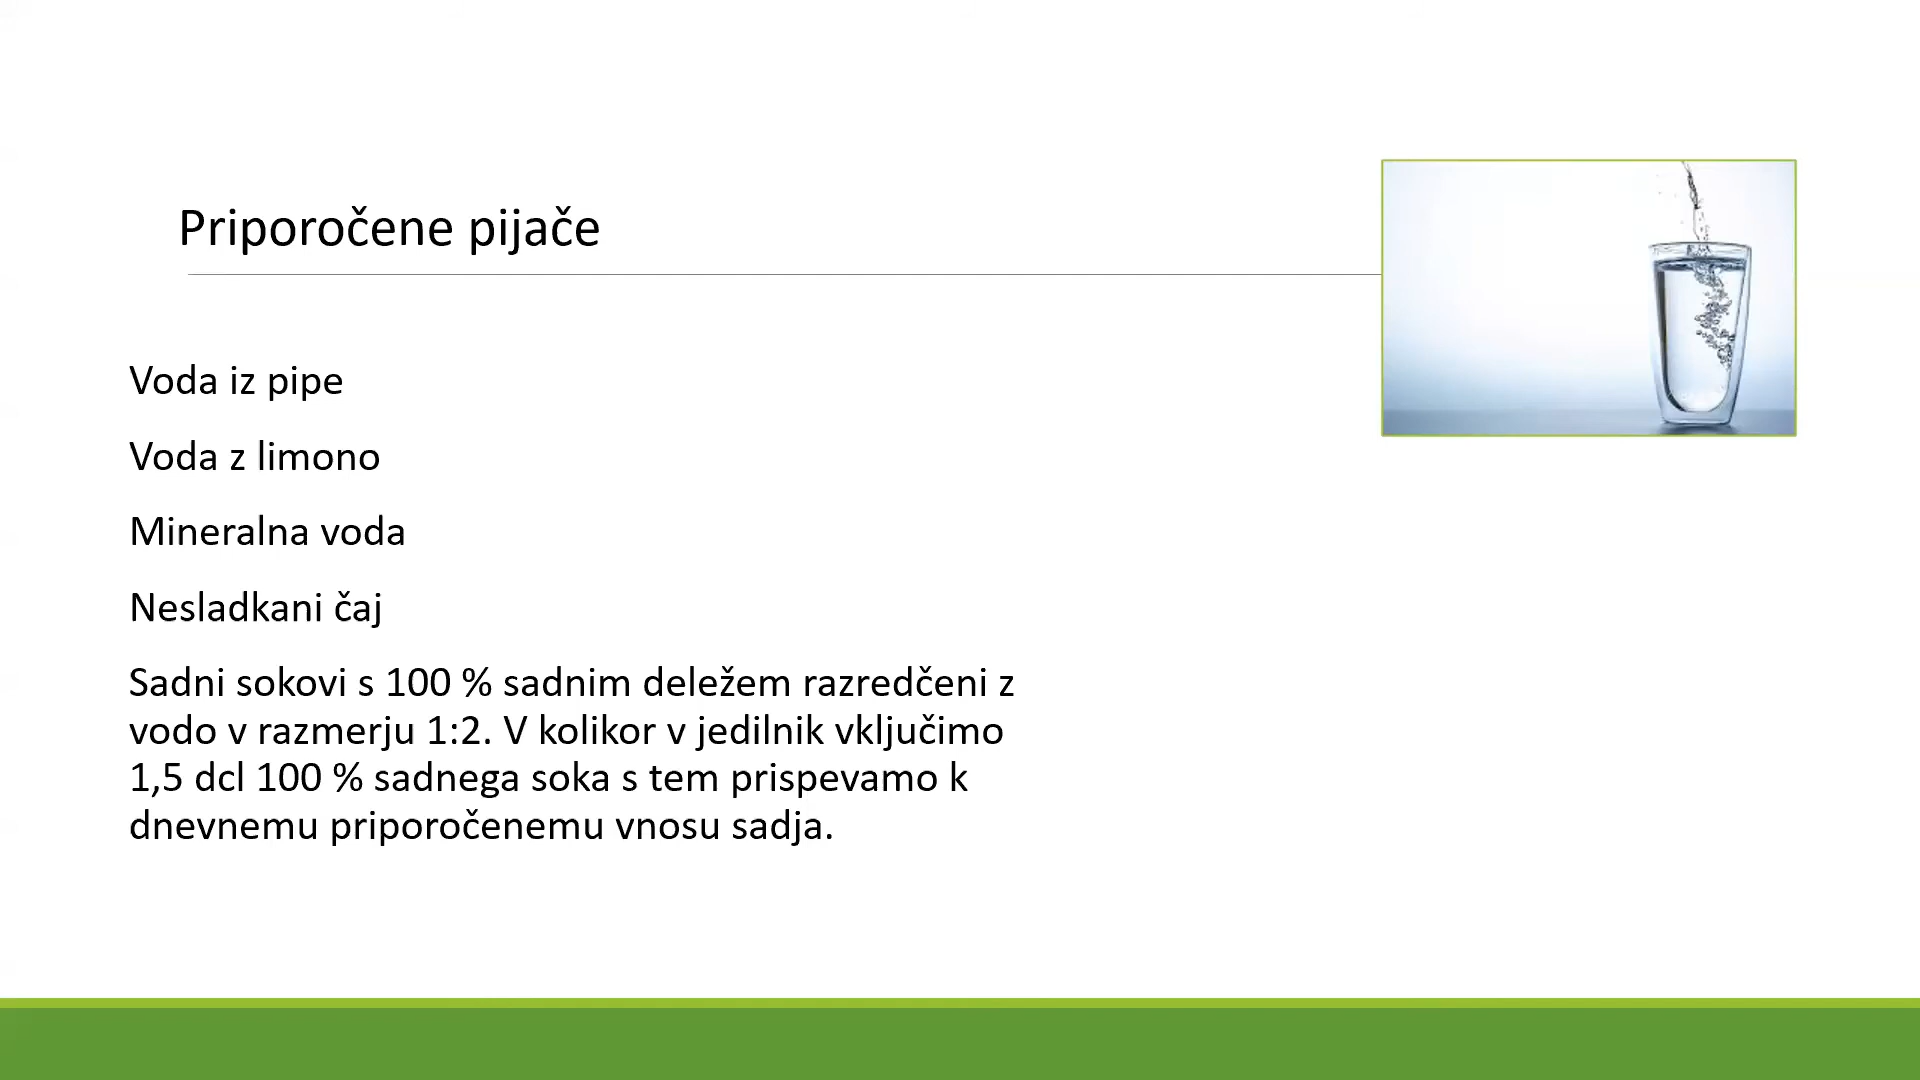 Priporočene pijače
Voda iz pipe
Voda z limono
Mineralna voda
Nesladkani čaj
Sadni sokovi s 100 % sadnim deležem razredčeni z
vodo v razmerju 1:2. V kolikor v jedilnik vključimo
1,5 dcl 100 % sadnega soka s tem prispevamo k
dnevnemu priporočenemu vnosu sadja.